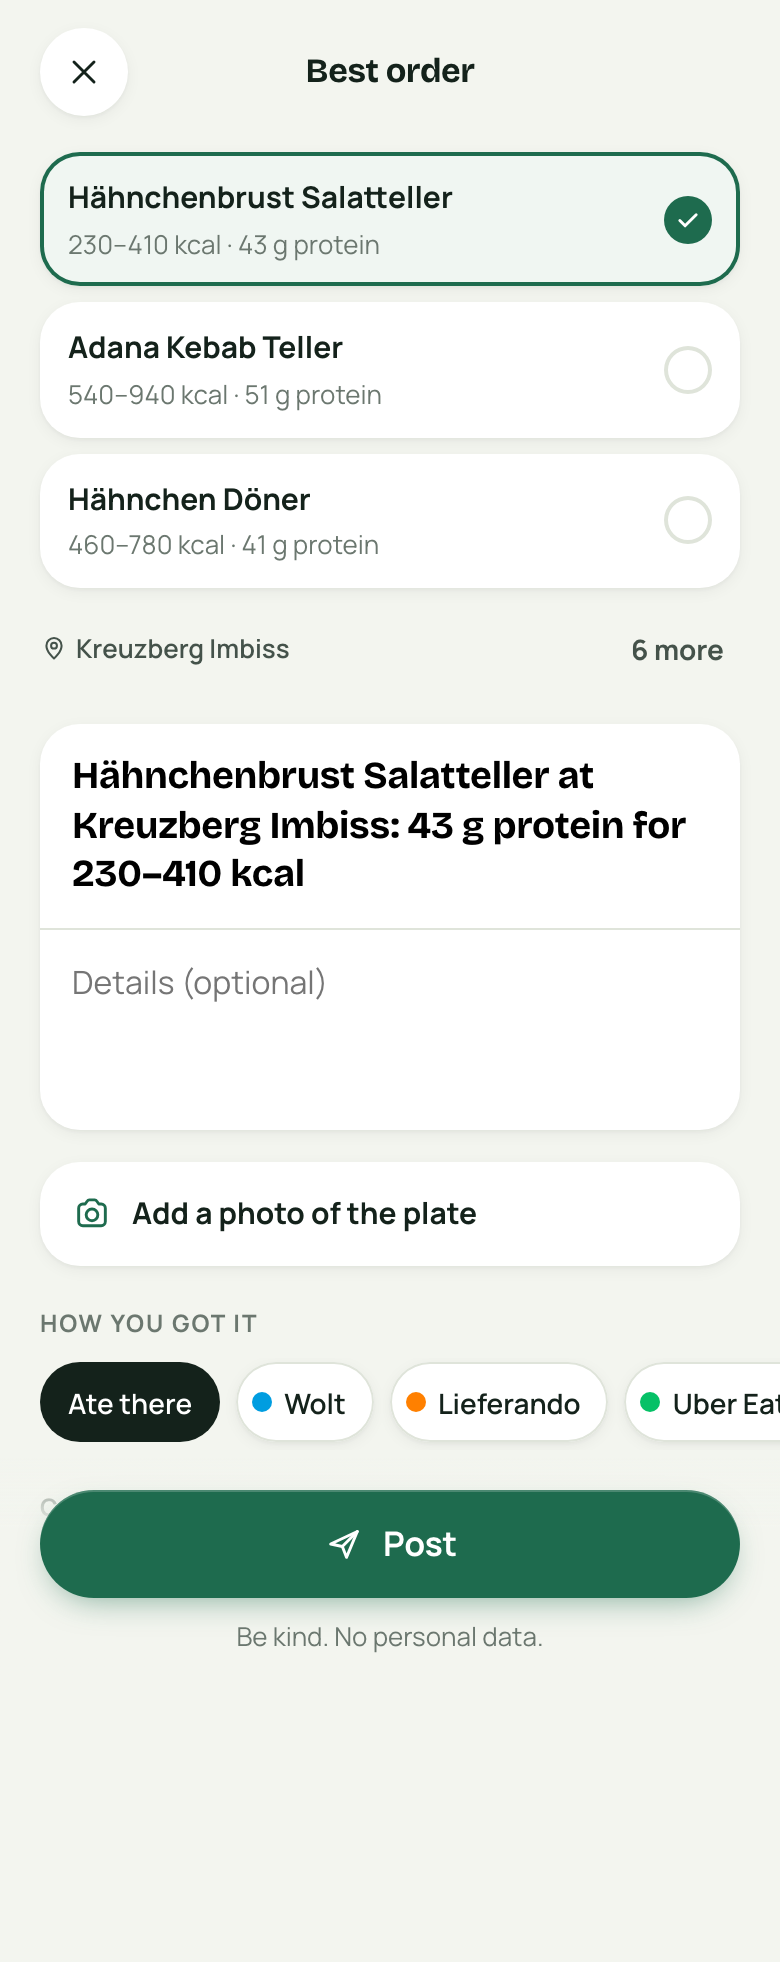 Best order
Hähnchenbrust Salatteller
230–410 kcal · 43 g protein
Adana Kebab Teller
540–940 kcal · 51 g protein
Hähnchen Döner
460–780 kcal · 41 g protein
Kreuzberg Imbiss
6 more
Hähnchenbrust Salatteller at
Kreuzberg Imbiss: 43 g protein for
230–410 kcal
Details (optional)
Add a photo of the plate
HOW YOU GOT IT
Ate there
Wolt
Lieferando
Uber Eat
Post
Be kind. No personal data.